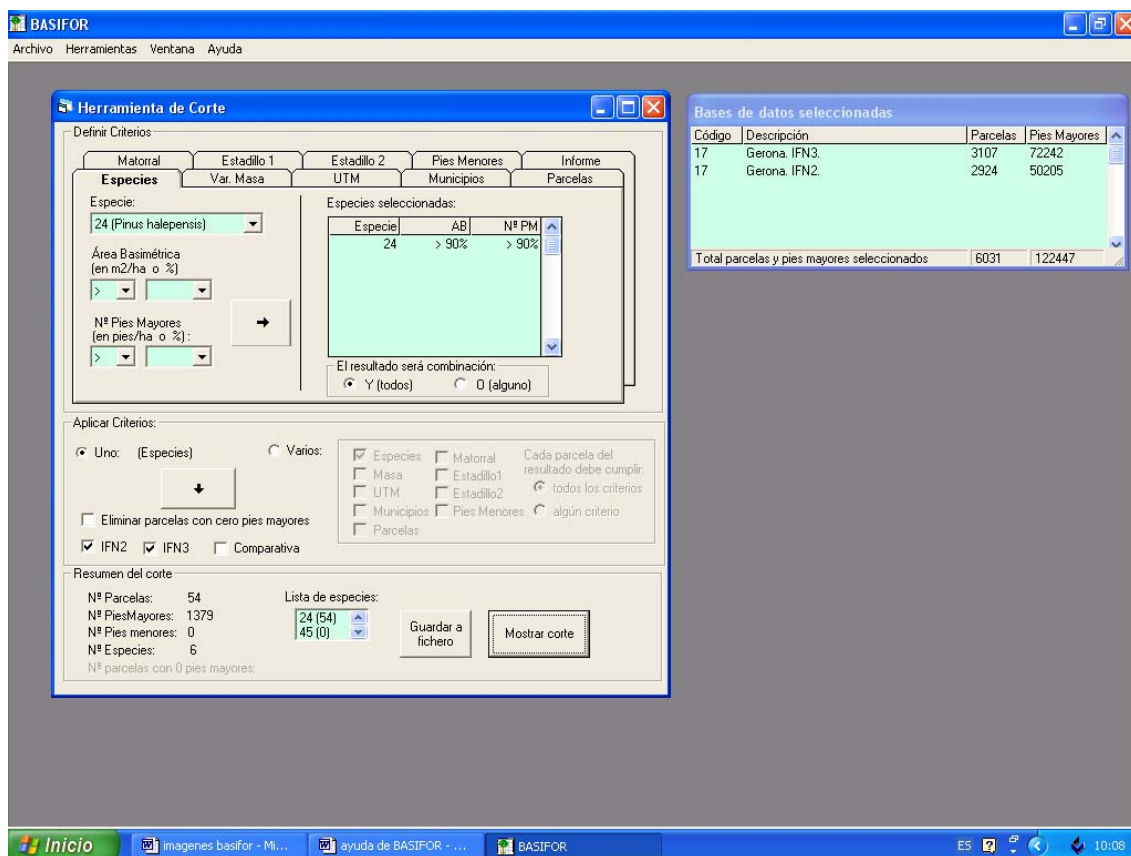 BASIFOR
Archivo Herramientas Ventana Ayuda
Herramienta de Corte
Definir Criterios
Matorral Estadillo 1 Estadillo 2 Pies Menores Informe
Especies Var. Masa UTM Municipios Parcelas
Especie:
24 (Pinus halepensis)
Área Basimétrica
(en m2/ha o %)
>
Nº Pies Mayores
(en pies/ha o %) :
>
Especies seleccionadas:
Especie AB Nº PM
24 > 90% > 90%
El resultado será combinación:
Y (todos) O (alguno)
Aplicar Criterios:
Uno: (Especies) Varios:
Eliminar parcelas con cero pies mayores
IFN2 IFN3 Comparativa
Especies Matorral
Masa Estadillo1
UTM Estadillo2
Municipios Pies Menores
Parcelas
Cada parcela del
resultado debe cumplir:
todos los criterios
algún criterio
Resumen del corte
Nº Parcelas: 54
Nº PiesMayores: 1379
Nº Pies menores: 0
Nº Especies: 6
Nº parcelas con 0 pies mayores:
Lista de especies:
24 (54)
45 (0)
Guardar a
fichero
Mostrar corte
Bases de datos seleccionadas
Código Descripción Parcelas Pies Mayores
17 Gerona. IFN3. 3107 72242
17 Gerona. IFN2. 2924 50205
Total parcelas y pies mayores seleccionados 6031 122447
Inicio imagenes basifor - Mi... ayuda de BASIFOR - ... BASIFOR ES 10:08